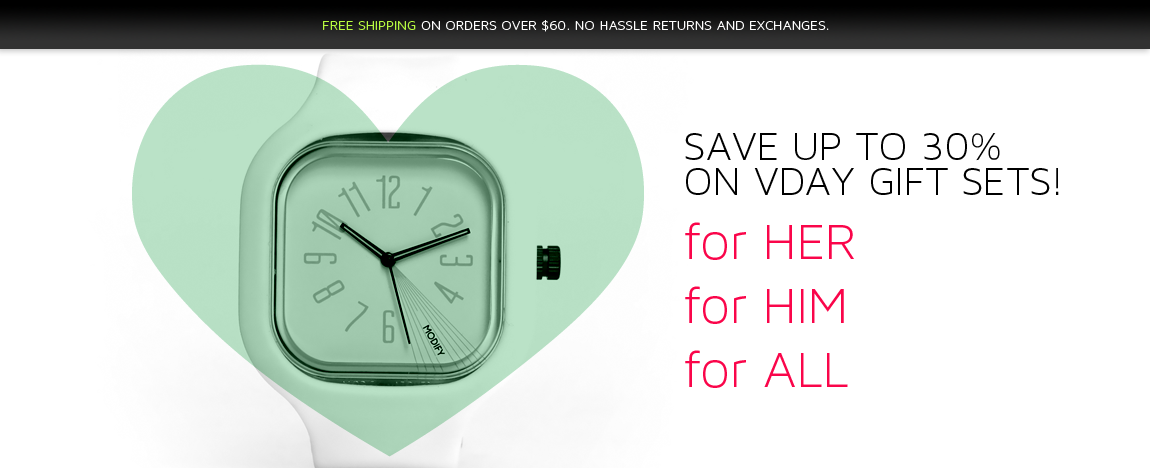 FREE SHIPPING ON ORDERS OVER $60. NO HASSLE RETURNS AND EXCHANGES.
SAVE UP TO 30%
ON VDAY GIFT SETS!
for HER
for HIM
for ALL
12
1
2
3
4
6
7
8
9
10
11
MODIFY